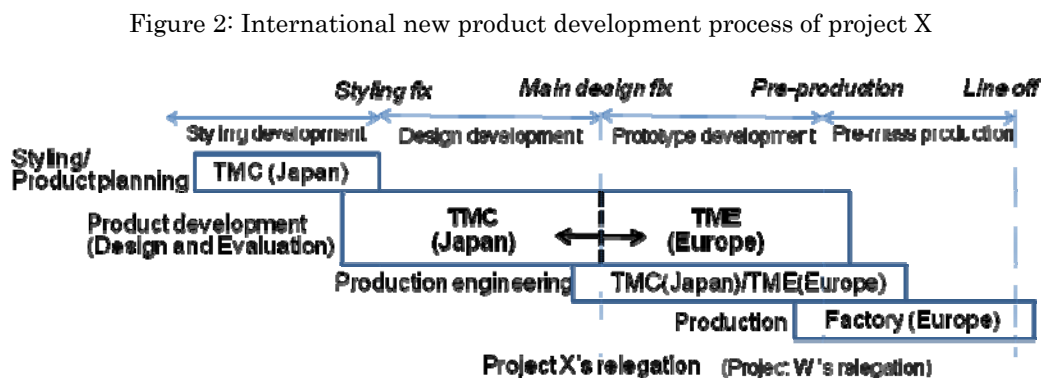 Figure 2: International new product development process of project X
Styling fix Main design fix Pre-production Line off
Styling development Design development Prototype development Pre-mass production
Styling/
Product planning
TMC (Japan)
Product development
(Design and Evaluation)
TMC
(Japan)
TME
(Europe)
Production engineering TMC(Japan)/TME(Europe)
Production Factory (Europe)
Project X's relegation (Project W's relegation)